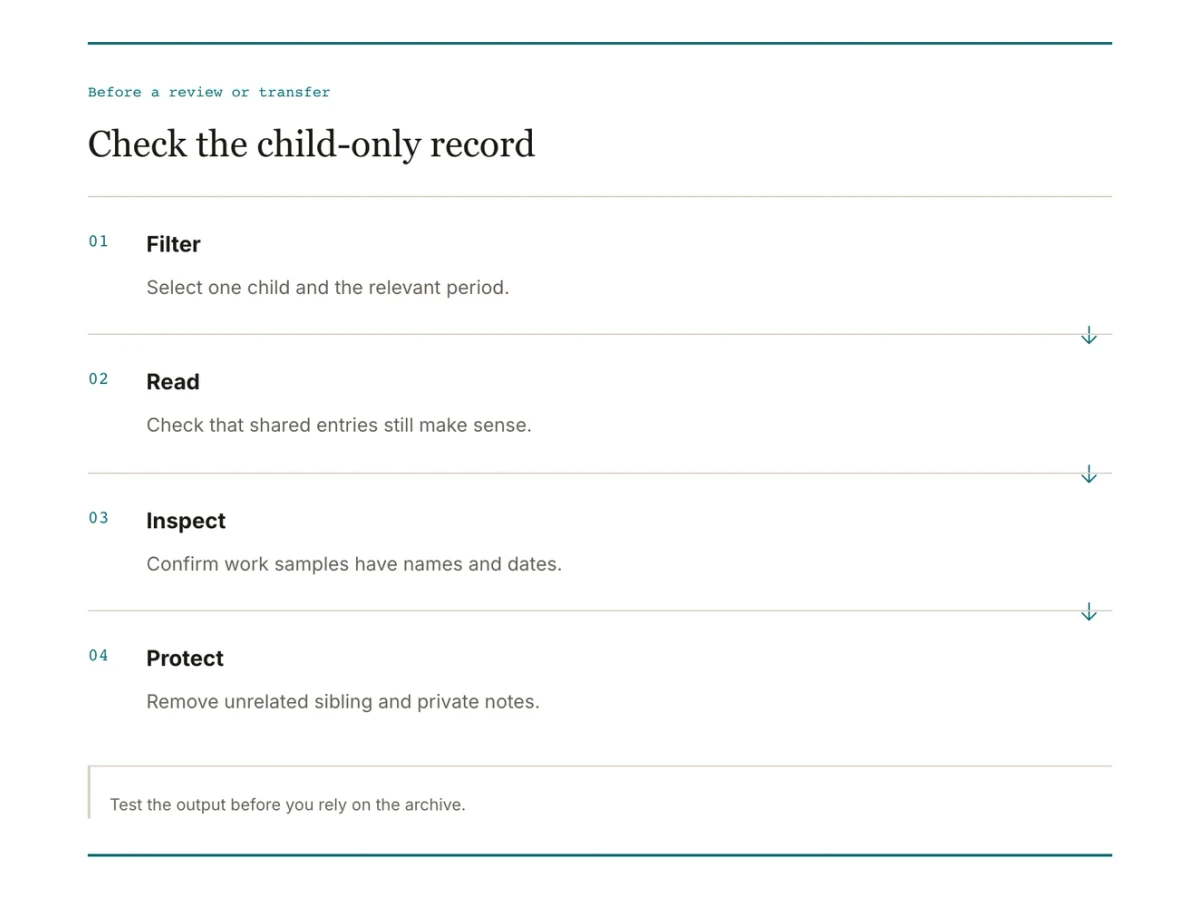 Before a review or transfer
Check the child-only record
01
Filter
Select one child and the relevant period.
02
Read
Check that shared entries still make sense.
03
Inspect
Confirm work samples have names and dates.
04
Protect
Remove unrelated sibling and private notes.
Test the output before you rely on the archive.